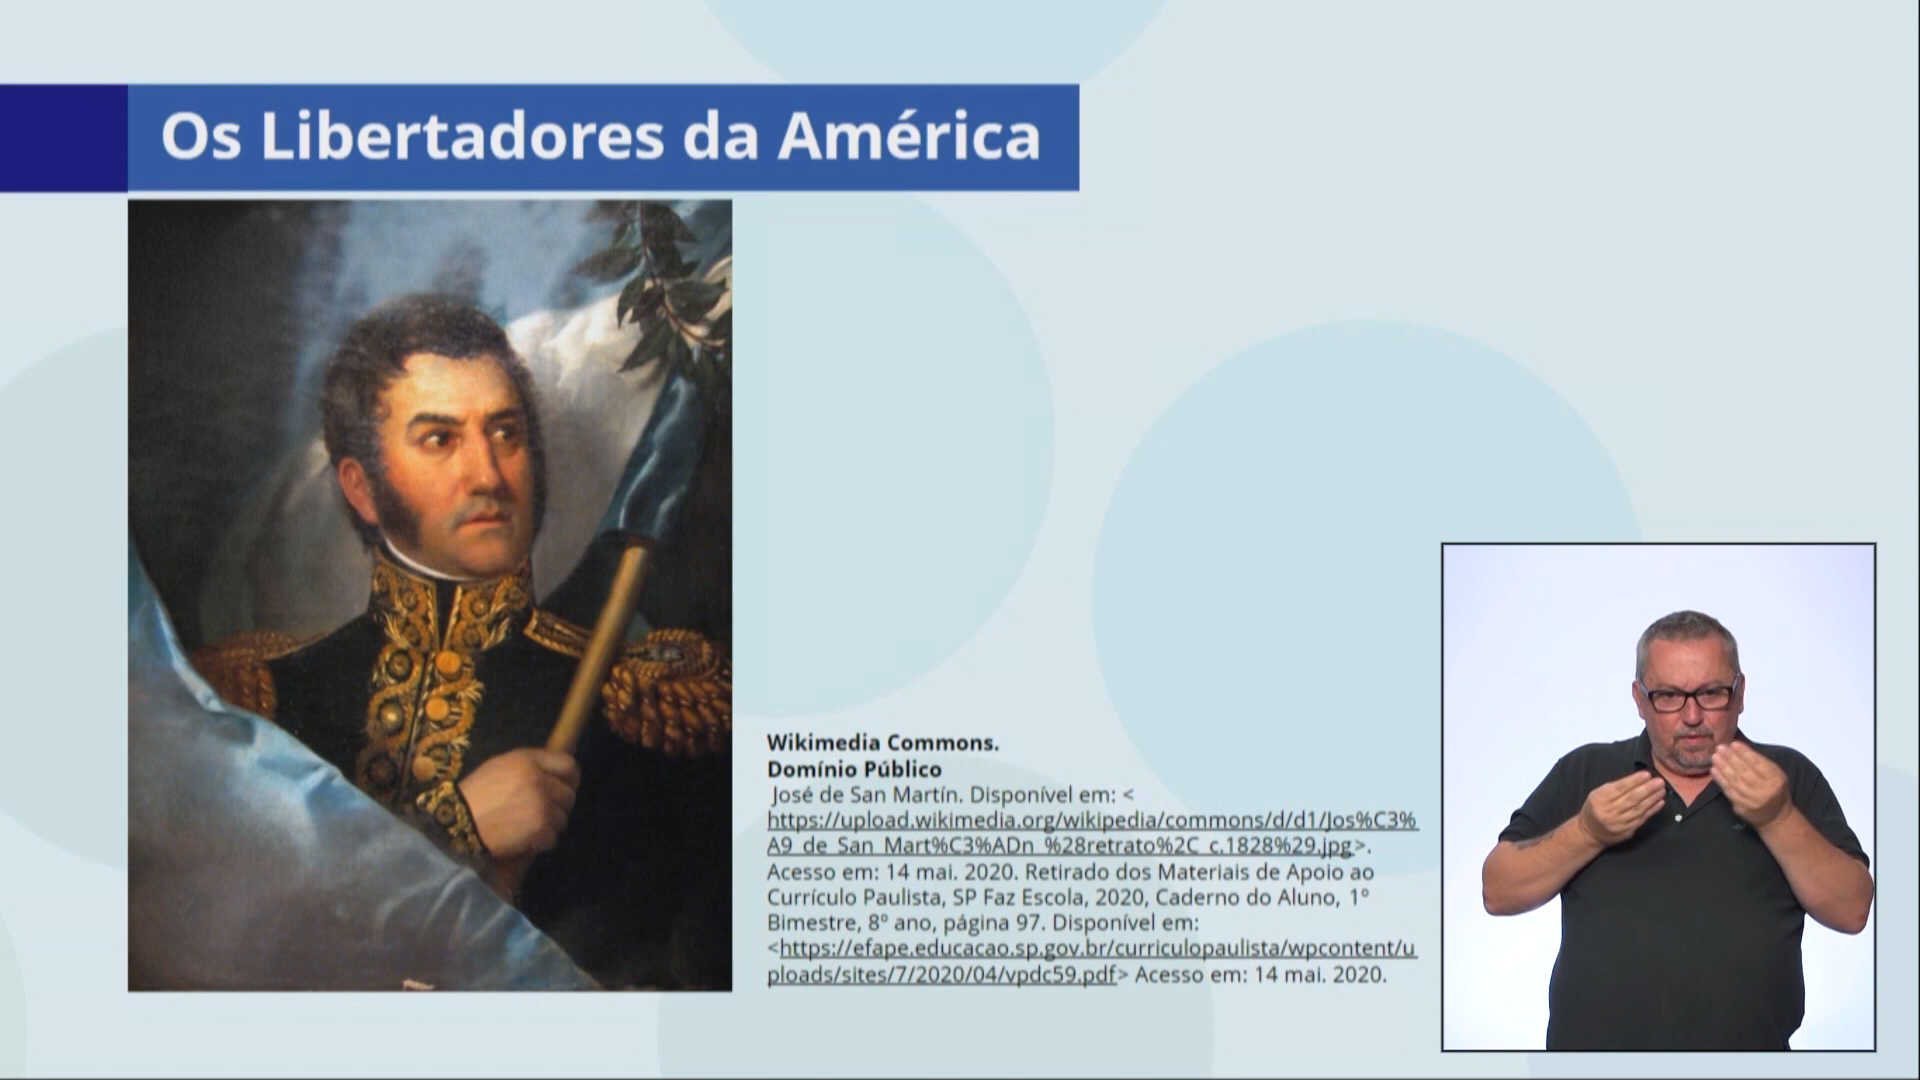 Os Libertadores da América
Wikimedia Commons.
Domínio Público
José de San Martín. Disponível em: <
https://upload.wikimedia.org/wikipedia/commons/d/d1/Jos%C3%
A9_de_San_Mart%C3%ADn_%28retrato%2C_c.1828%29.jpg>.
Acesso em: 14 mai. 2020. Retirado dos Materiais de Apoio ao
Currículo Paulista, SP Faz Escola, 2020, Caderno do Aluno, 1º
Bimestre, 8º ano, página 97. Disponível em:
<https://efape.educacao.sp.gov.br/curriculopaulista/wpcontent/u
ploads/sites/7/2020/04/vpdc59.pdf> Acesso em: 14 mai. 2020.